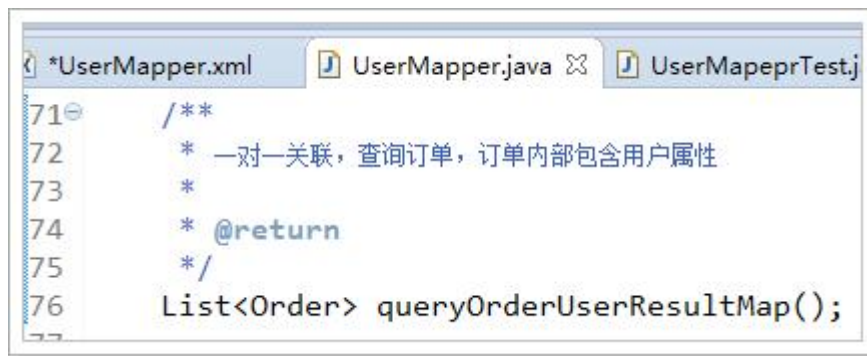 *UserMapper.xml UserMapper.java UserMapeprTest.j
71 /**
72 * 一对一关联，查询订单，订单内部包含用户属性
73 *
74 * @return
75 */
76 List<Order> queryOrderUserResultMap();